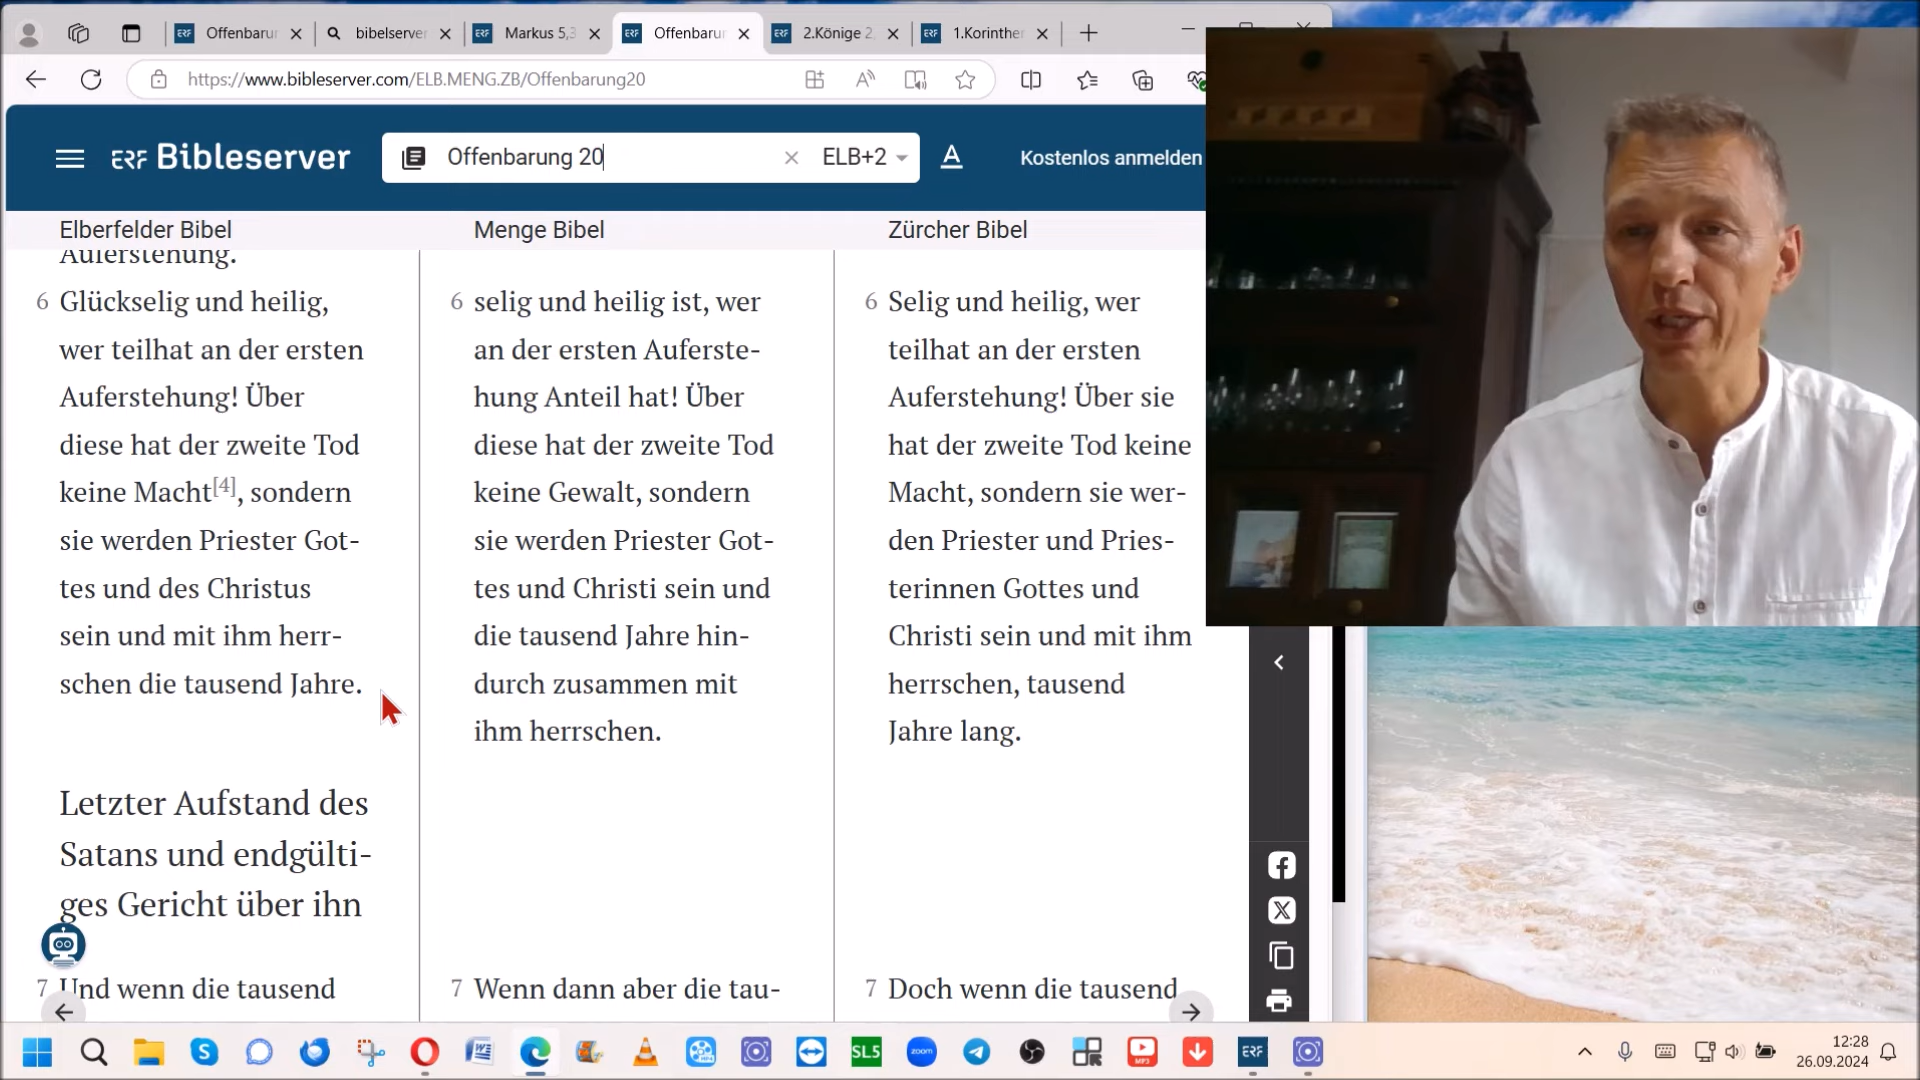 Offenbarun
bibelserver
Markus 5,3
Offenbarun
2.Könige 2
1.Korinther
https://www.bibleserver.com/ELB.MENG.ZB/Offenbarung20
ERF Bibleserver
Offenbarung 20
ELB+2
A
Kostenlos anmelden
Elberfelder Bibel
Auferstehung.
6 Glückselig und heilig,
wer teilhat an der ersten
Auferstehung! Über
diese hat der zweite Tod
keine Macht[4], sondern
sie werden Priester Got-
tes und des Christus
sein und mit ihm herr-
schen die tausend Jahre.
Letzter Aufstand des
Satans und endgülti-
ges Gericht über ihn
7 Und wenn die tausend
Menge Bibel
6 selig und heilig ist, wer
an der ersten Auferste-
hung Anteil hat! Über
diese hat der zweite Tod
keine Gewalt, sondern
sie werden Priester Got-
tes und Christi sein und
die tausend Jahre hin-
durch zusammen mit
ihm herrschen.
7 Wenn dann aber die tau-
Zürcher Bibel
6 Selig und heilig, wer
teilhat an der ersten
Auferstehung! Über sie
hat der zweite Tod keine
Macht, sondern sie wer-
den Priester und Pries-
terinnen Gottes und
Christi sein und mit ihm
herrschen, tausend
Jahre lang.
7 Doch wenn die tausend
SL5
zoom
MP3
ERF
12:28
26.09.2024